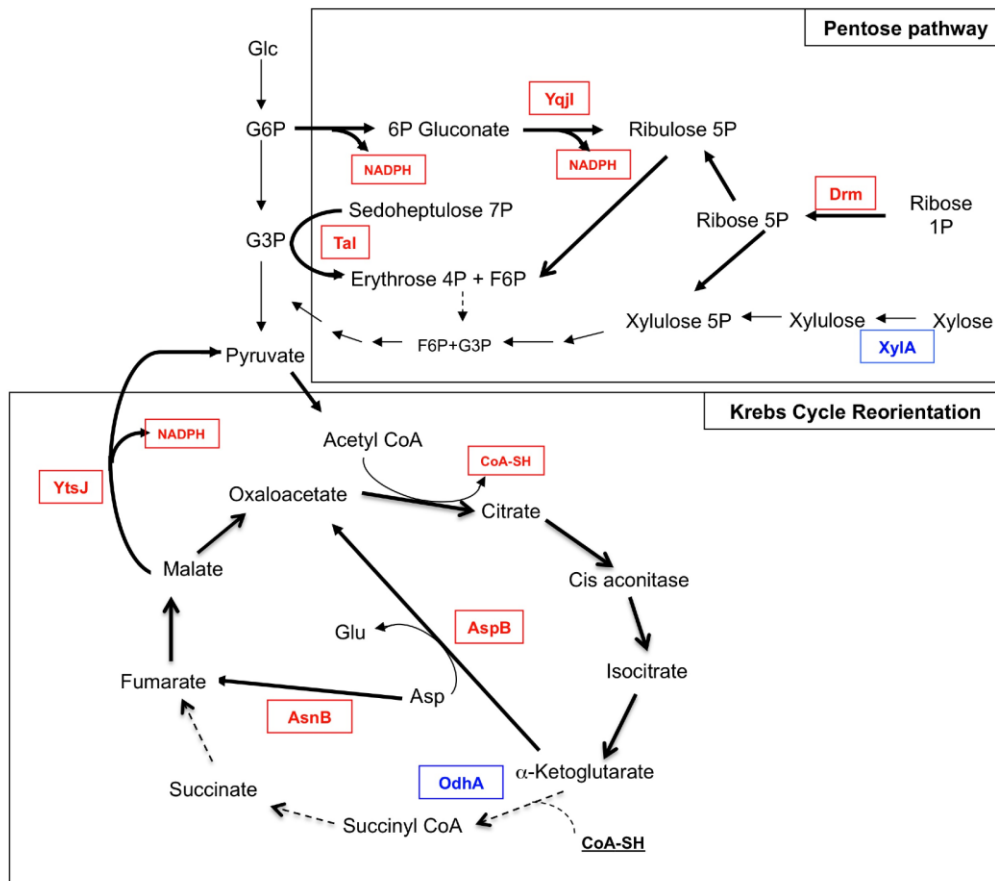 Pentose pathway
Glc
YqjI
G6P
6P Gluconate
Ribulose 5P
NADPH
NADPH
Drm
Sedoheptulose 7P
Ribose 5P
Ribose
1P
G3P
Tal
Erythrose 4P + F6P
Xylulose 5P
Xylulose
Xylose
F6P+G3P
XylA
Pyruvate
Krebs Cycle Reorientation
NADPH
Acetyl CoA
CoA-SH
YtsJ
Oxaloacetate
Citrate
Malate
Cis aconitase
Glu
AspB
Isocitrate
Fumarate
Asp
AsnB
α-Ketoglutarate
OdhA
Succinate
Succinyl CoA
CoA-SH